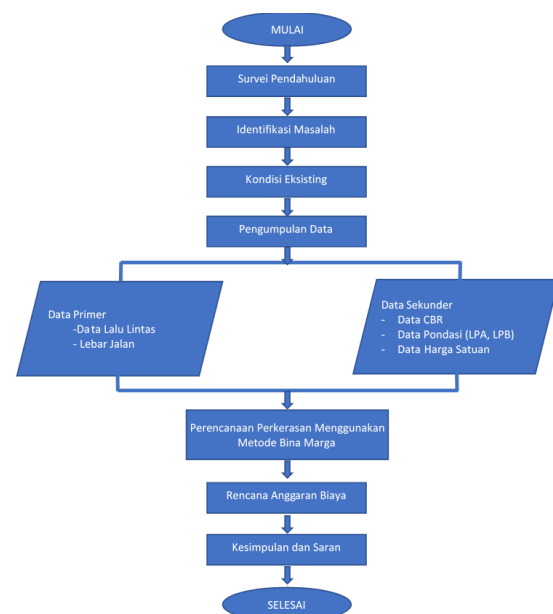 MULAI
Survei Pendahuluan
Identifikasi Masalah
Kondisi Eksisting
Pengumpulan Data
Data Primer
-Data Lalu Lintas
- Lebar Jalan
Data Sekunder
- Data CBR
- Data Pondasi (LPA, LPB)
- Data Harga Satuan
Perencanaan Perkerasan Menggunakan
Metode Bina Marga
Rencana Anggaran Biaya
Kesimpulan dan Saran
SELESAI